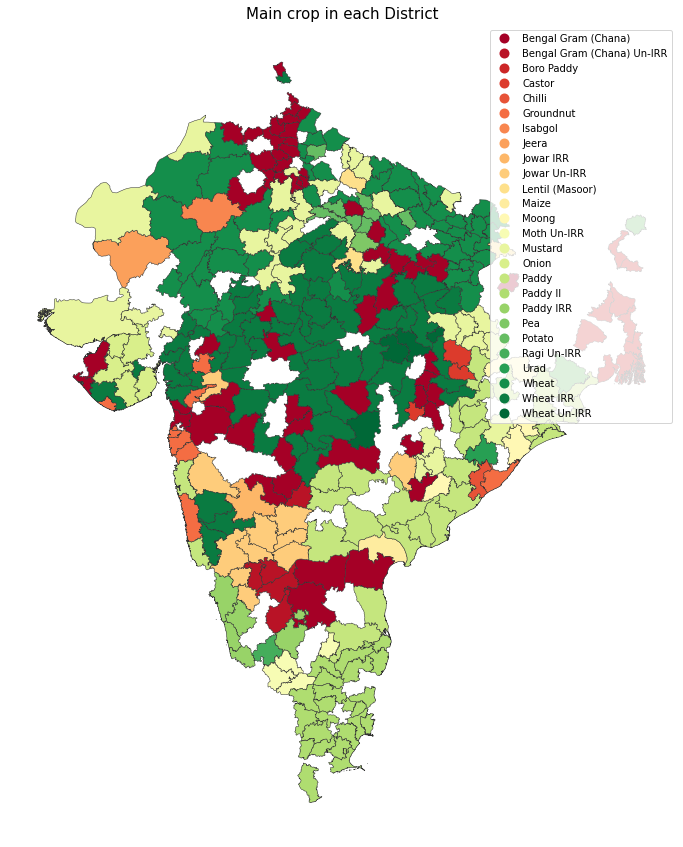 Main crop in each District
Bengal Gram (Chana)
Bengal Gram (Chana) Un-IRR
Boro Paddy
Castor
Chilli
Groundnut
Isabgol
Jeera
Jowar IRR
Jowar Un-IRR
Lentil (Masoor)
Maize
Moong
Moth Un-IRR
Mustard
Onion
Paddy
Paddy II
Paddy IRR
Pea
Potato
Ragi Un-IRR
Urad
Wheat
Wheat IRR
Wheat Un-IRR